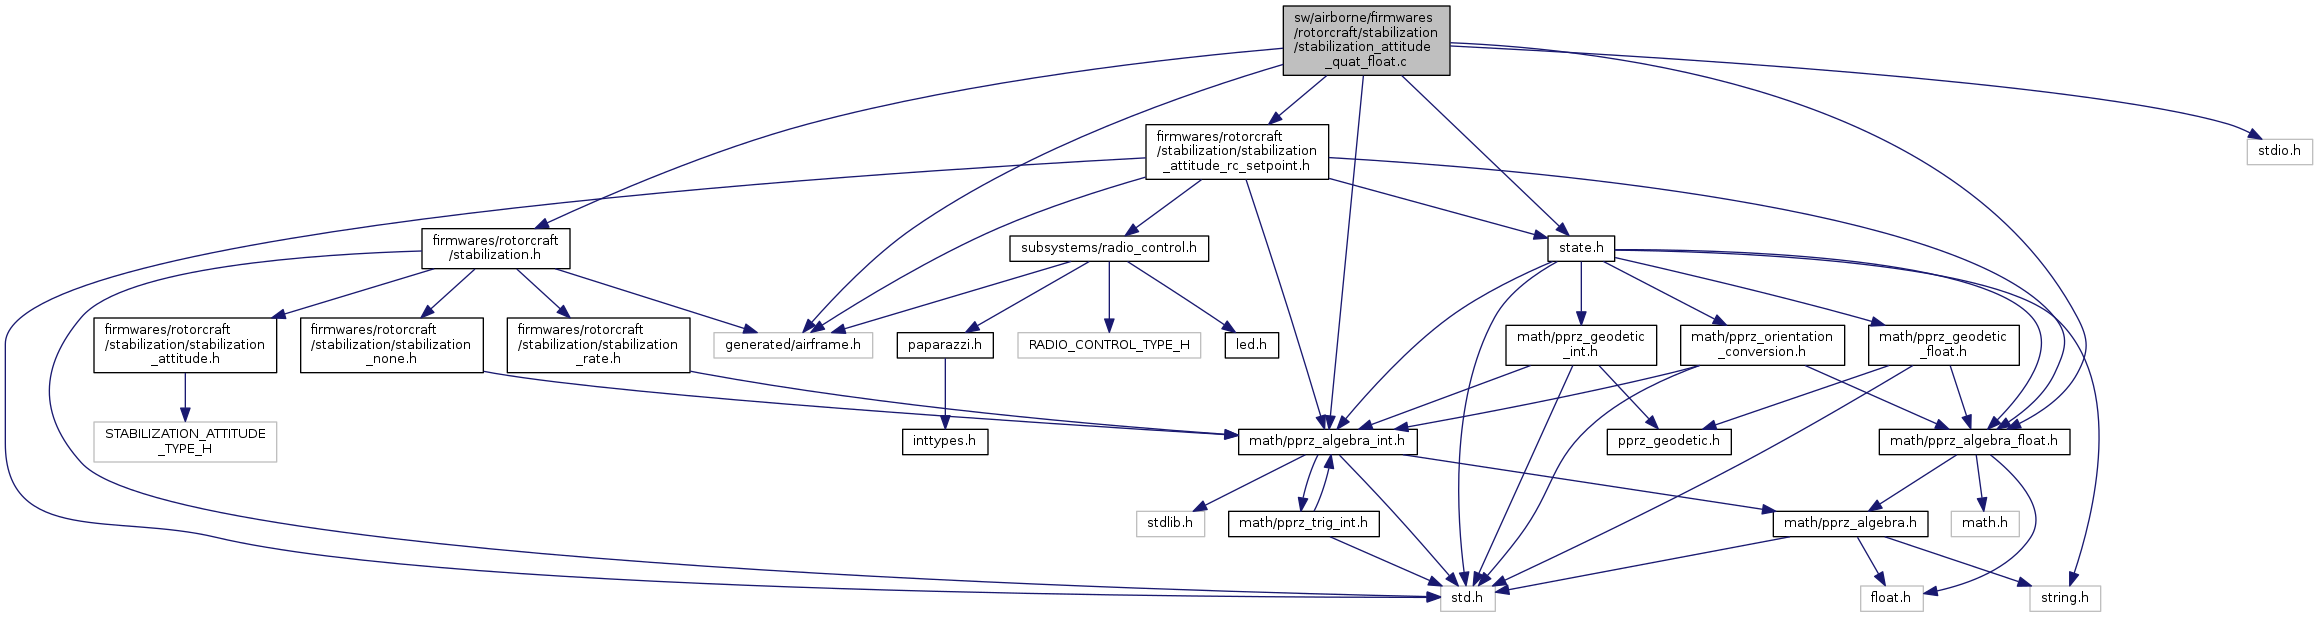 sw/airborne/firmwares
/rotorcraft/stabilization
/stabilization_attitude
_quat_float.c
firmwares/rotorcraft
/stabilization/stabilization
_attitude_rc_setpoint.h
stdio.h
firmwares/rotorcraft
/stabilization.h
subsystems/radio_control.h
state.h
firmwares/rotorcraft
/stabilization/stabilization
_attitude.h
firmwares/rotorcraft
/stabilization/stabilization
_none.h
firmwares/rotorcraft
/stabilization/stabilization
_rate.h
generated/airframe.h
paparazzi.h
RADIO_CONTROL_TYPE_H
led.h
math/pprz_geodetic
_int.h
math/pprz_orientation
_conversion.h
math/pprz_geodetic
_float.h
STABILIZATION_ATTITUDE
_TYPE_H
inttypes.h
math/pprz_algebra_int.h
pprz_geodetic.h
math/pprz_algebra_float.h
stdlib.h
math/pprz_trig_int.h
math/pprz_algebra.h
math.h
std.h
float.h
string.h